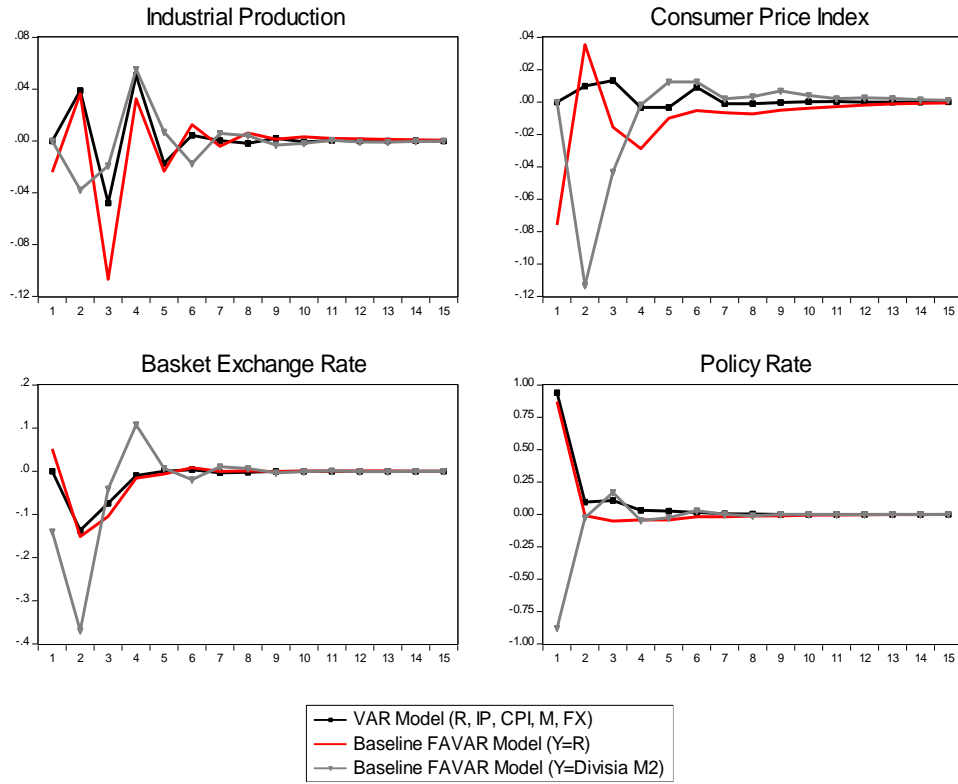 Industrial Production
.08
.04
.00
-.04
-.08
-.12
1 2 3 4 5 6 7 8 9 10 11 12 13 14 15
Consumer Price Index
.04
.02
.00
-.02
-.04
-.06
-.08
-.10
-.12
1 2 3 4 5 6 7 8 9 10 11 12 13 14 15
Basket Exchange Rate
.2
.1
.0
-.1
-.2
-.3
-.4
1 2 3 4 5 6 7 8 9 10 11 12 13 14 15
Policy Rate
1.00
0.75
0.50
0.25
0.00
-0.25
-0.50
-0.75
-1.00
1 2 3 4 5 6 7 8 9 10 11 12 13 14 15
VAR Model (R, IP, CPI, M, FX)
Baseline FAVAR Model (Y=R)
Baseline FAVAR Model (Y=Divisia M2)